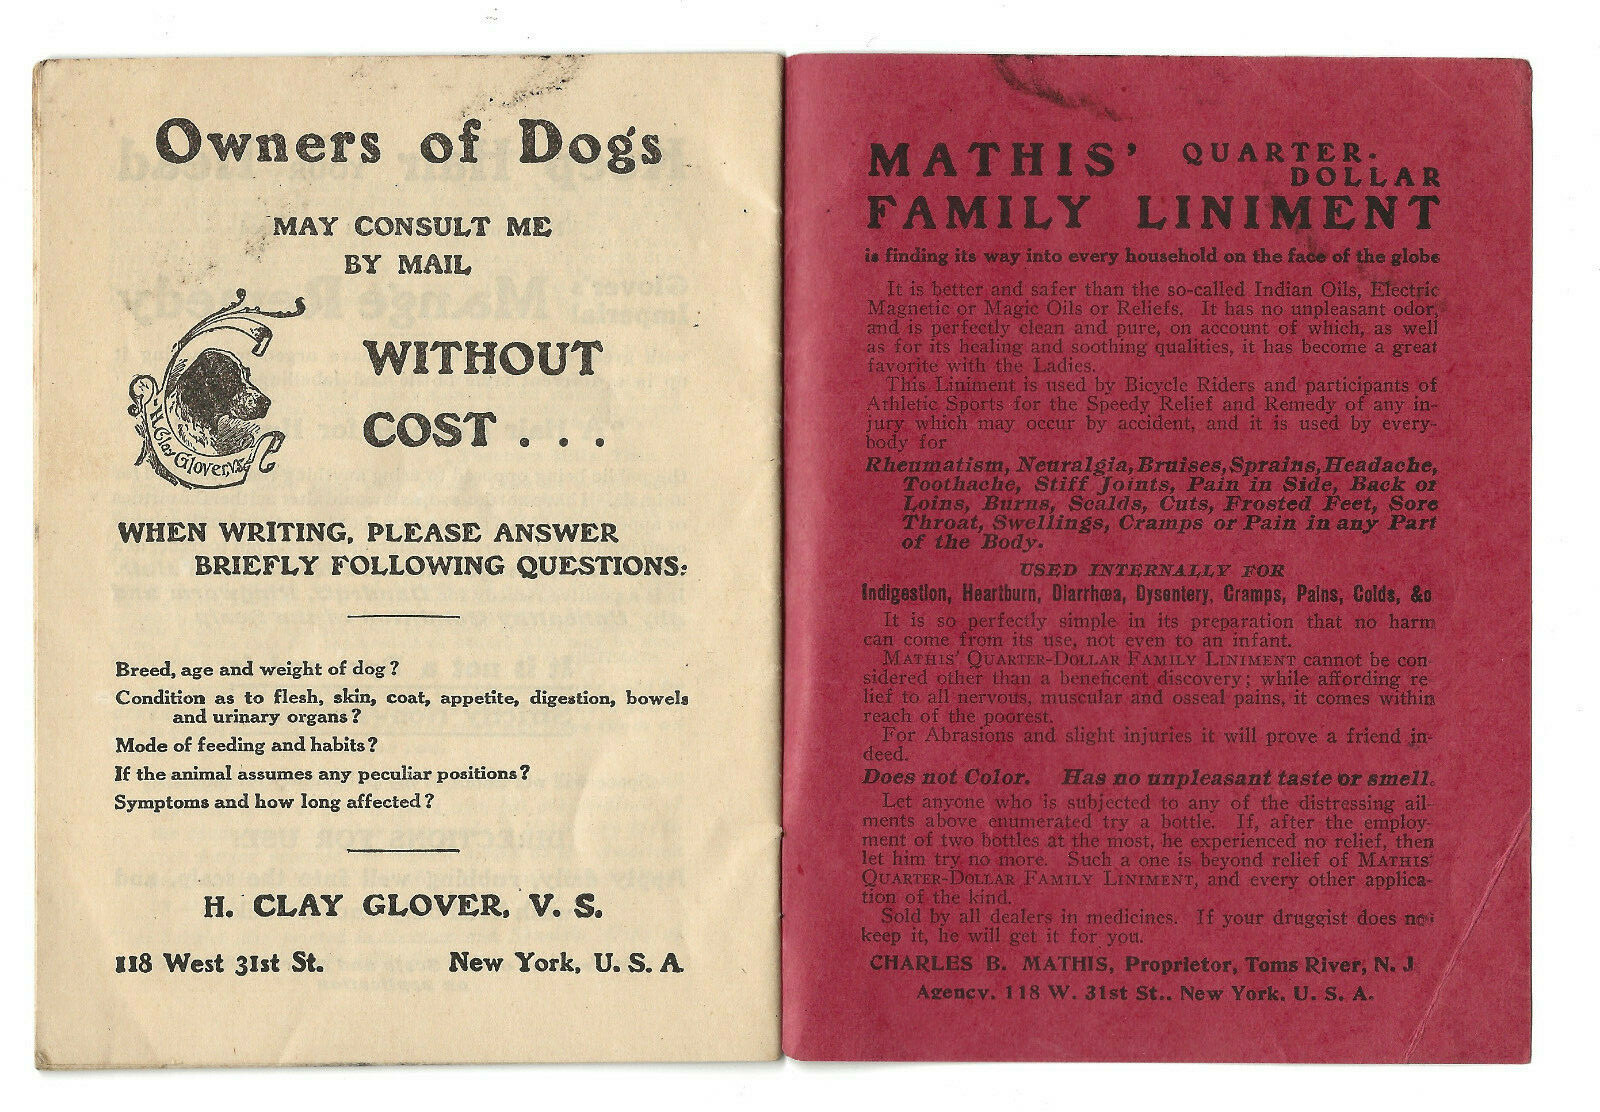 Owners of Dogs
MAY CONSULT ME
BY MAIL
WITHOUT
COST . . .
H. Clay Glover, V.S.
WHEN WRITING, PLEASE ANSWER
BRIEFLY FOLLOWING QUESTIONS:
Breed, age and weight of dog?
Condition as to flesh, skin, coat, appetite, digestion, bowels
and urinary organs?
Mode of feeding and habits?
If the animal assumes any peculiar positions?
Symptoms and how long affected?
H. CLAY GLOVER, V. S.
118 West 31st St. New York, U. S. A
MATHIS' QUARTER-
DOLLAR
FAMILY LINIMENT
is finding its way into every household on the face of the globe
It is better and safer than the so-called Indian Oils, Electric
Magnetic or Magic Oils or Reliefs. It has no unpleasant odor,
and is perfectly clean and pure, on account of which, as well
as for its healing and soothing qualities, it has become a great
favorite with the Ladies.
This Liniment is used by Bicycle Riders and participants of
Athletic Sports for the Speedy Relief and Remedy of any in-
jury which may occur by accident, and it is used by every-
body for
Rheumatism, Neuralgia, Bruises, Sprains, Headache,
Toothache, Stiff Joints, Pain in Side, Back or
Loins, Burns, Scalds, Cuts, Frosted Feet, Sore
Throat, Swellings, Cramps or Pain in any Part
of the Body.
USED INTERNALLY FOR
Indigestion, Heartburn, Diarrhœa, Dysentery, Cramps, Pains, Colds, &c
It is so perfectly simple in its preparation that no harm
can come from its use, not even to an infant.
MATHIS' QUARTER-DOLLAR FAMILY LINIMENT cannot be con
sidered other than a beneficent discovery; while affording re
lief to all nervous, muscular and osseal pains, it comes within
reach of the poorest.
For Abrasions and slight injuries it will prove a friend in-
deed.
Does not Color. Has no unpleasant taste or smell.
Let anyone who is subjected to any of the distressing ail-
ments above enumerated try a bottle. If, after the employ-
ment of two bottles at the most, he experienced no relief, then
let him try no more. Such a one is beyond relief of MATHIS'
QUARTER-DOLLAR FAMILY LINIMENT, and every other applica-
tion of the kind.
Sold by all dealers in medicines. If your druggist does not
keep it, he will get it for you.
CHARLES B. MATHIS, Proprietor, Toms River, N. J
Agency, 118 W. 31st St., New York, U. S. A.